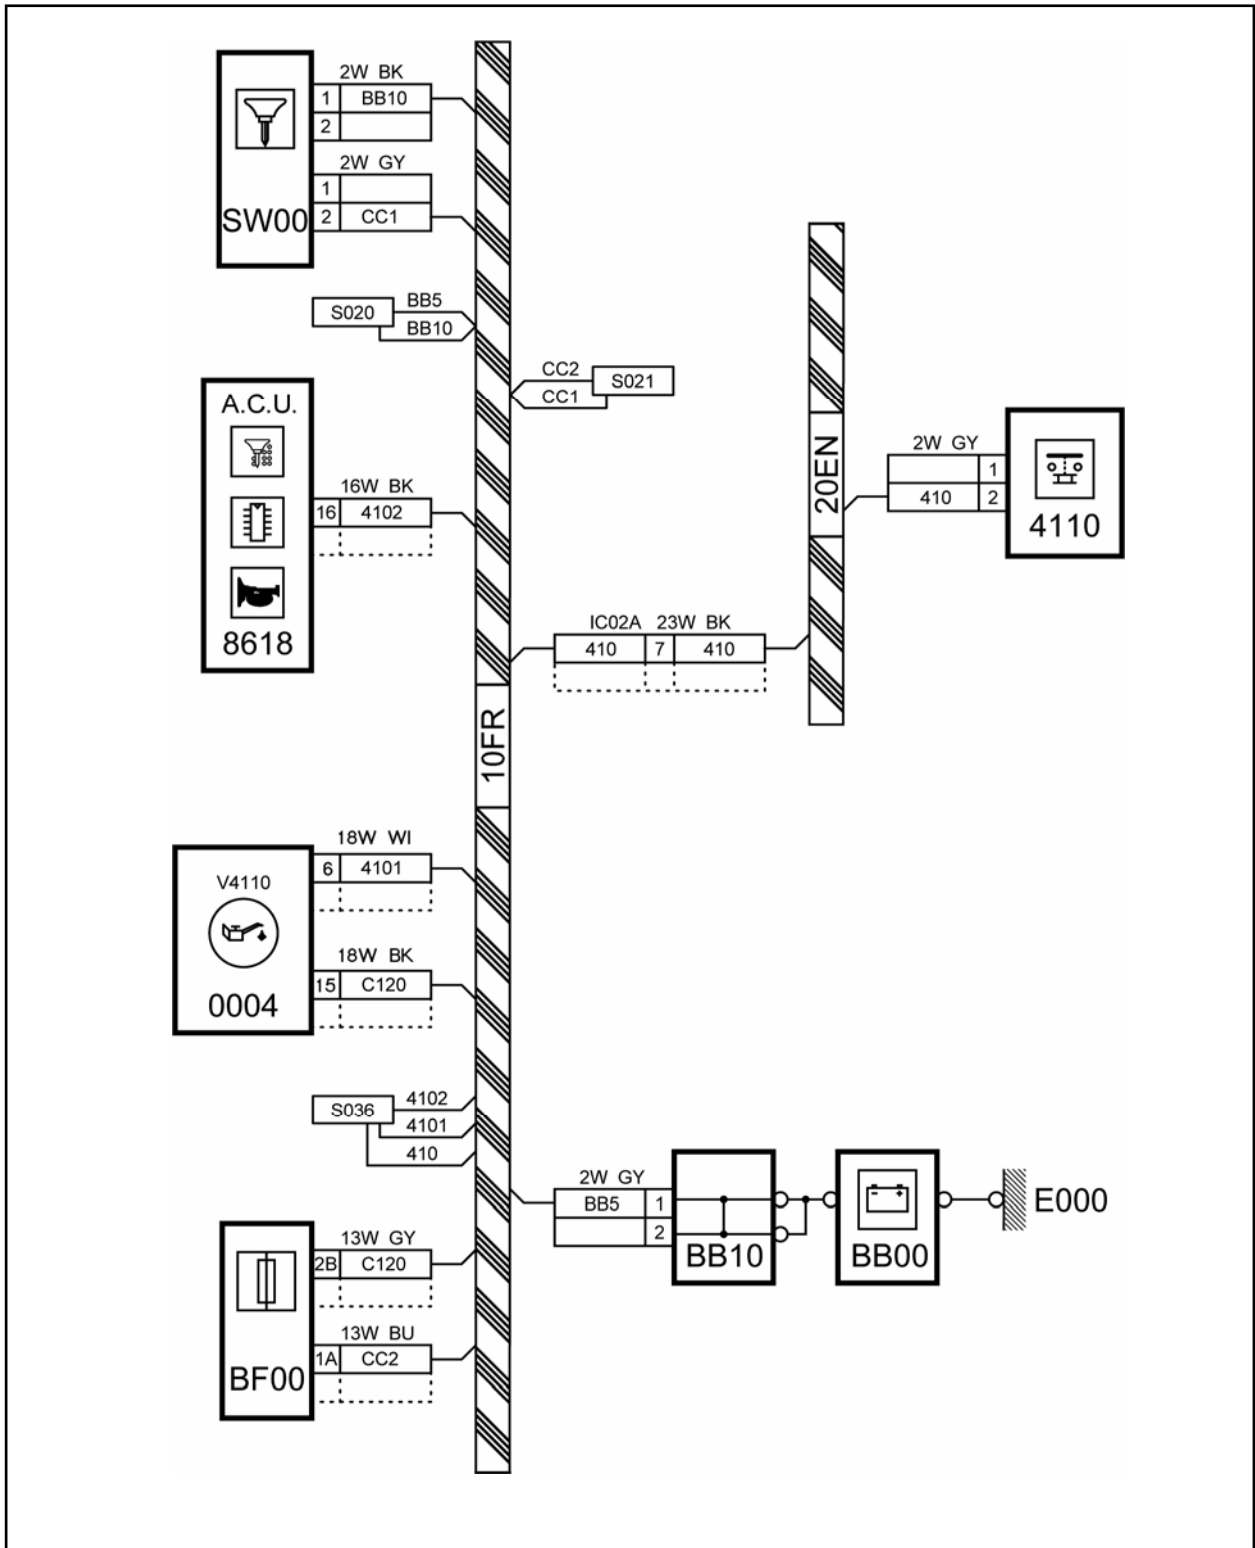 2W BK
1 BB10
2
2W GY
1
SW00 2 CC1
S020 BB5
BB10
CC2 S021
CC1
A.C.U.
16W BK
16 4102
8618
20EN
2W GY
1
410 2
4110
IC02A 23W BK
410 7 410
10FR
18W WI
6 4101
V4110
18W BK
15 C120
0004
4102
S036 4101
410
2W GY
BB5 1
2
BB10
BB00
E000
13W GY
2B C120
13W BU
1A CC2
BF00